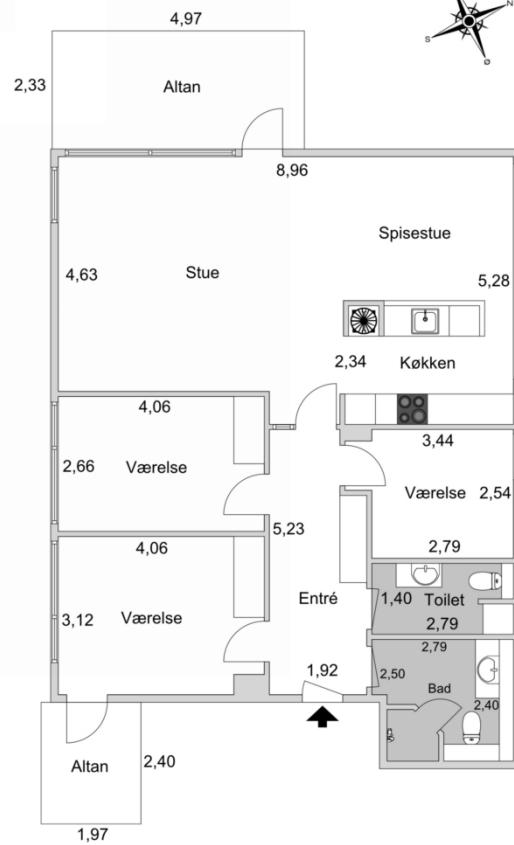 4,97
N
S
Ø
2,33
Altan
8,96
Spisestue
4,63
Stue
5,28
2,34
Køkken
4,06
3,44
2,66
Værelse
Værelse
2,54
5,23
4,06
2,79
3,12
Værelse
Entré
1,40
Toilet
2,79
2,79
1,92
2,50
Bad
2,40
Altan
2,40
1,97